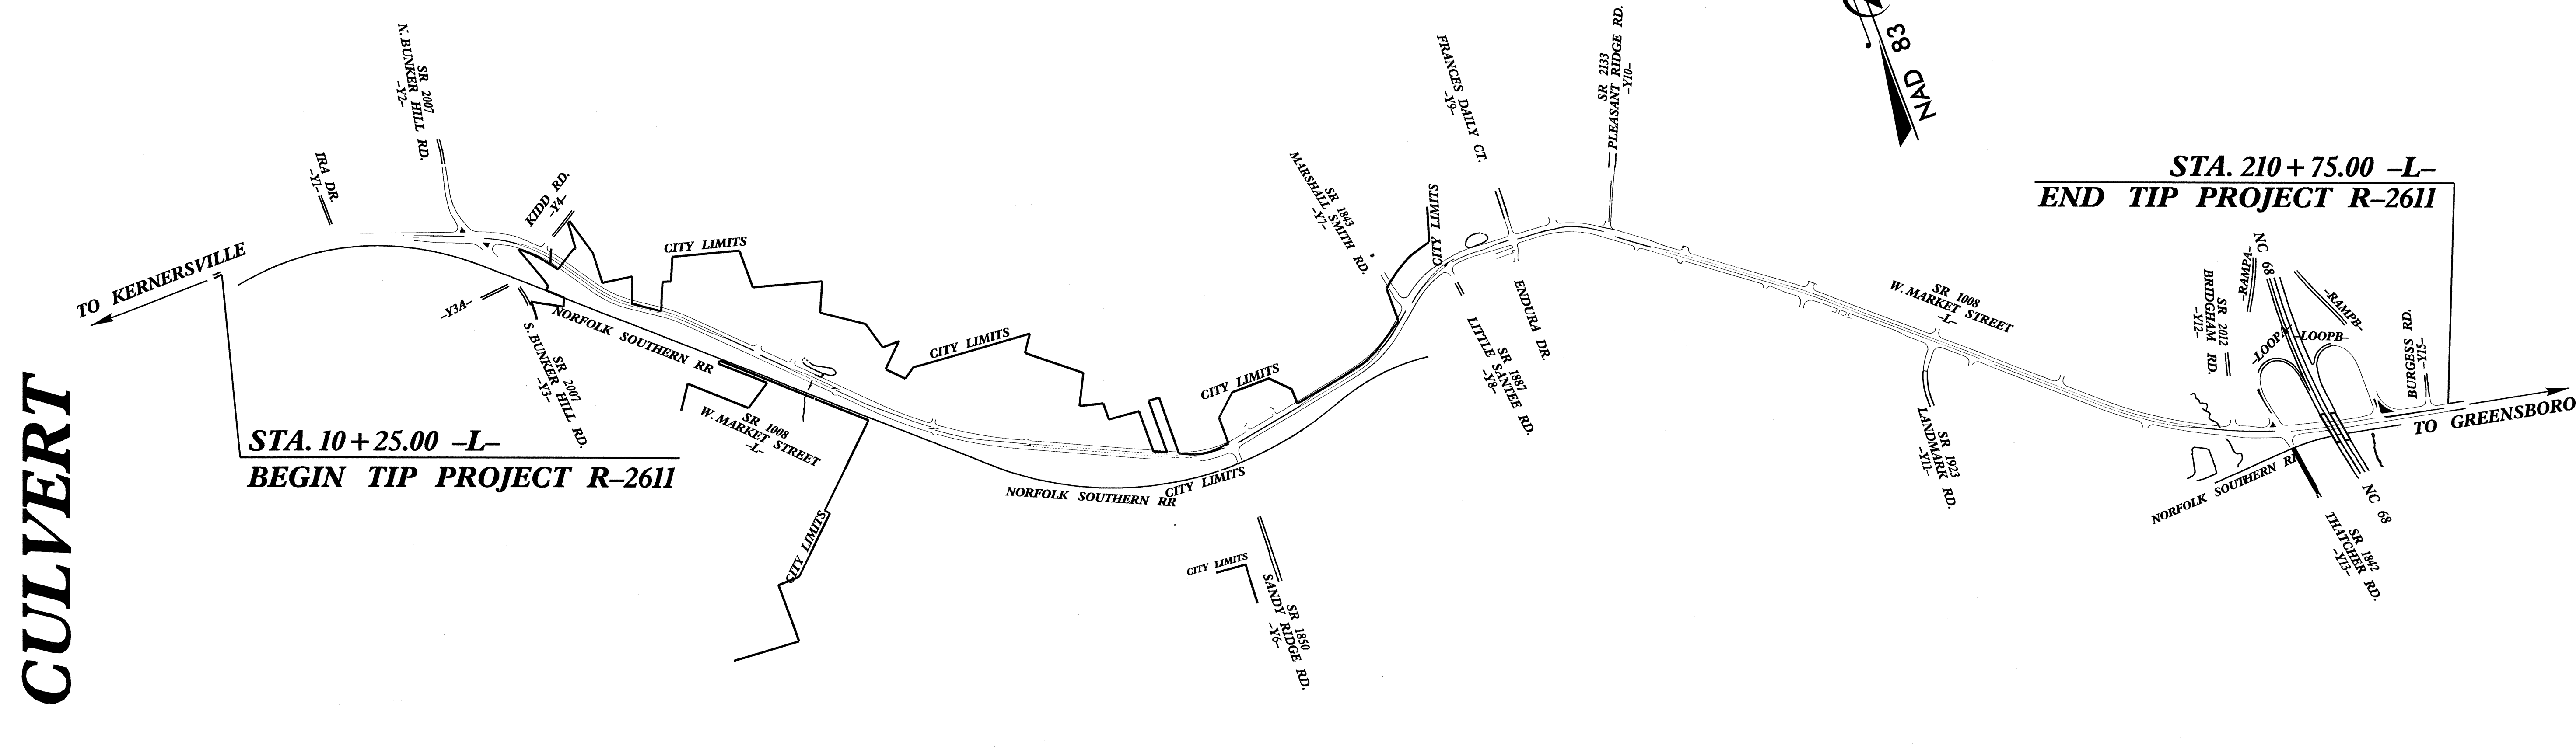 CULVERT
TO KERNERSVILLE
STA. 10+25.00 –L–
BEGIN TIP PROJECT R–2611
IRA DR.
–Y1–
SR 2007
N. BUNKER HILL RD.
–Y2–
KIDD RD.
–Y4–
–Y3A–
SR 2007
S. BUNKER HILL RD.
–Y3–
NORFOLK SOUTHERN RR
CITY LIMITS
SR 1008
W. MARKET STREET
–L–
CITY LIMITS
CITY LIMITS
NORFOLK SOUTHERN RR
CITY LIMITS
CITY LIMITS
CITY LIMITS
SR 1850
SANDY RIDGE RD.
–Y6–
SR 1843
MARSHALL SMITH RD.
–Y7–
CITY LIMITS
FRANCES DAILY CT.
–Y9–
SR 1887
LITTLE SANTEE RD.
–Y8–
ENDURA DR.
SR 2133
PLEASANT RIDGE RD.
–Y10–
NAD 83
SR 1008
W. MARKET STREET
–L–
SR 1923
LANDMARK RD.
–Y11–
STA. 210+75.00 –L–
END TIP PROJECT R–2611
SR 2012
BRIDGHAM RD.
–Y12–
–RAMPA–
NC 68
–RAMPB–
–LOOPA–
–LOOPB–
BURGESS RD.
–Y15–
NORFOLK SOUTHERN RR
NC 68
SR 1842
THATCHER RD.
–Y13–
TO GREENSBORO